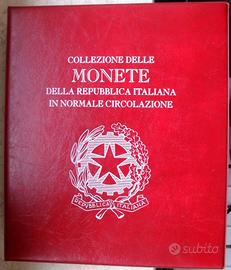 COLLEZIONE DELLE
MONETE
DELLA REPUBBLICA ITALIANA
IN NORMALE CIRCOLAZIONE
REPVBBLICA ITALIANA
subito